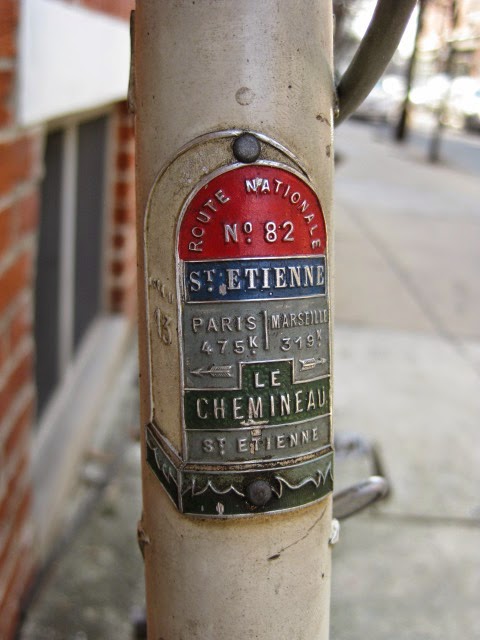 ROUTE NATIONALE
Nº 82
ST ETIENNE
PARIS MARSEILLE
475K 319K
LE
CHEMINEAU
ST ETIENNE